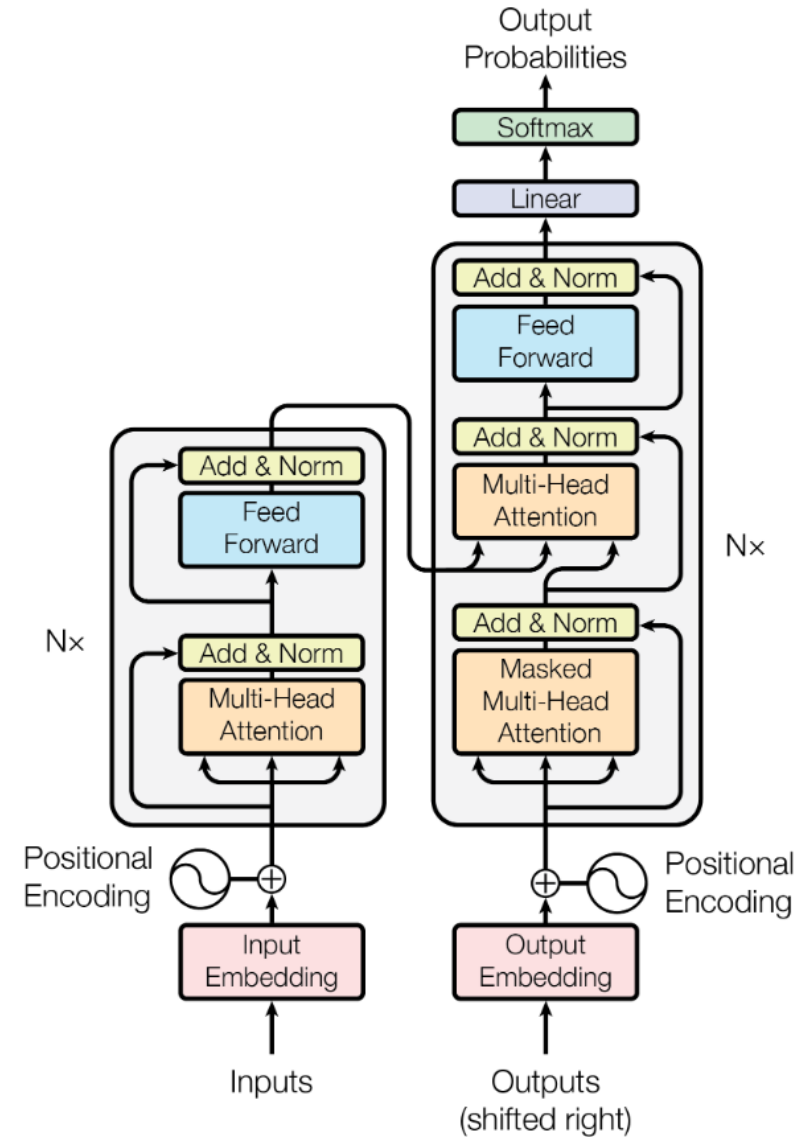 Output
Probabilities
Softmax
Linear
Add & Norm
Feed
Forward
Add & Norm
Multi-Head
Attention
Nx
Add & Norm
Masked
Multi-Head
Attention
Add & Norm
Feed
Forward
Nx
Add & Norm
Multi-Head
Attention
Positional
Encoding
Positional
Encoding
Input
Embedding
Output
Embedding
Inputs
Outputs
(shifted right)